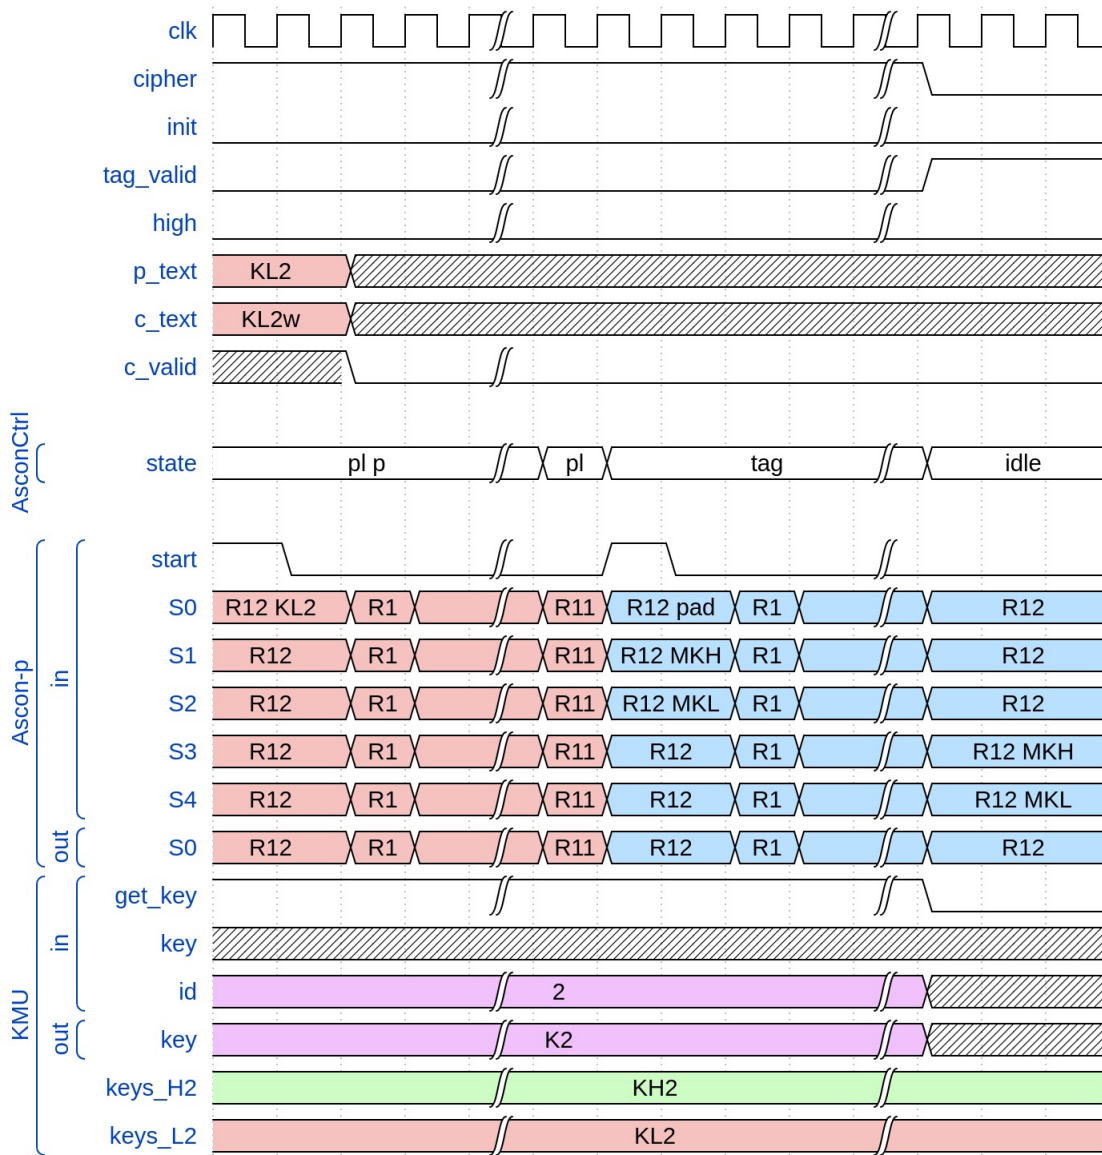 clk
cipher
init
tag_valid
high
p_text KL2
c_text KL2w
c_valid
AsconCtrl
state pl p pl tag idle
Ascon-p
in
start
S0 R12 KL2 R1 R11 R12 pad R1 R12
S1 R12 R1 R11 R12 MKH R1 R12
S2 R12 R1 R11 R12 MKL R1 R12
S3 R12 R1 R11 R12 R1 R12 MKH
S4 R12 R1 R11 R12 R1 R12 MKL
out
S0 R12 R1 R11 R12 R1 R12
KMU
in
get_key
key
id 2
out
key K2
keys_H2 KH2
keys_L2 KL2